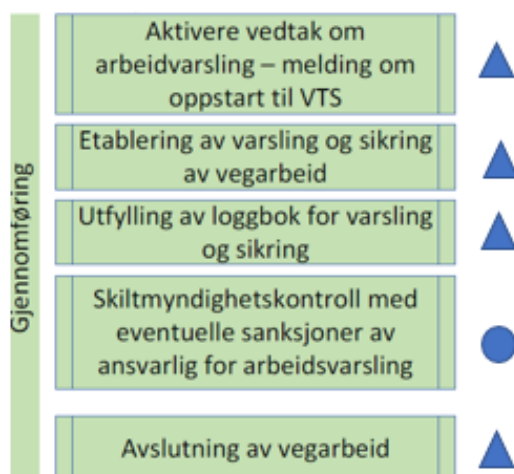 Gjennomføring
Aktivere vedtak om
arbeidvarsling – melding om
oppstart til VTS
Etablering av varsling og sikring
av vegarbeid
Utfylling av loggbok for varsling
og sikring
Skiltmyndighetskontroll med
eventuelle sanksjoner av
ansvarlig for arbeidsvarsling
Avslutning av vegarbeid